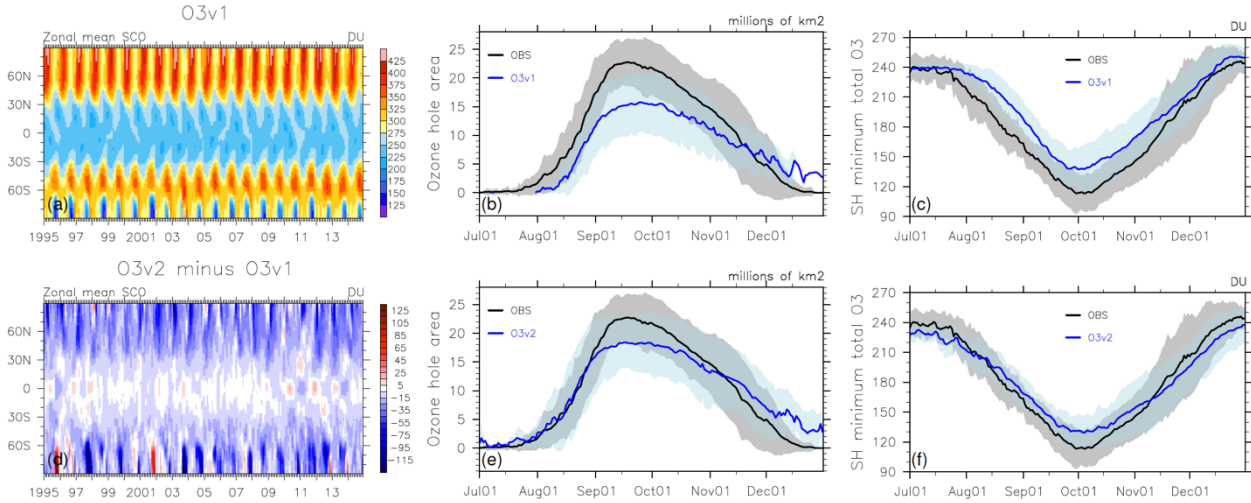 O3v1
Zonal mean SCO DU
60N
30N
0
30S
60S
(a)
1995 97 99 2001 03 05 07 09 11 13
425
400
375
350
325
300
275
250
225
200
175
150
125
millions of km2
Ozone hole area
25
20
15
10
5
0
OBS
O3v1
(b)
Jul01 Aug01 Sep01 Oct01 Nov01 Dec01
DU
SH minimum total O3
270
240
210
180
150
120
90
OBS
O3v1
(c)
Jul01 Aug01 Sep01 Oct01 Nov01 Dec01
O3v2 minus O3v1
Zonal mean SCO DU
60N
30N
0
30S
60S
(d)
1995 97 99 2001 03 05 07 09 11 13
125
105
85
65
45
25
5
-15
-35
-55
-75
-95
-115
millions of km2
Ozone hole area
25
20
15
10
5
0
OBS
O3v2
(e)
Jul01 Aug01 Sep01 Oct01 Nov01 Dec01
DU
SH minimum total O3
270
240
210
180
150
120
90
OBS
O3v2
(f)
Jul01 Aug01 Sep01 Oct01 Nov01 Dec01